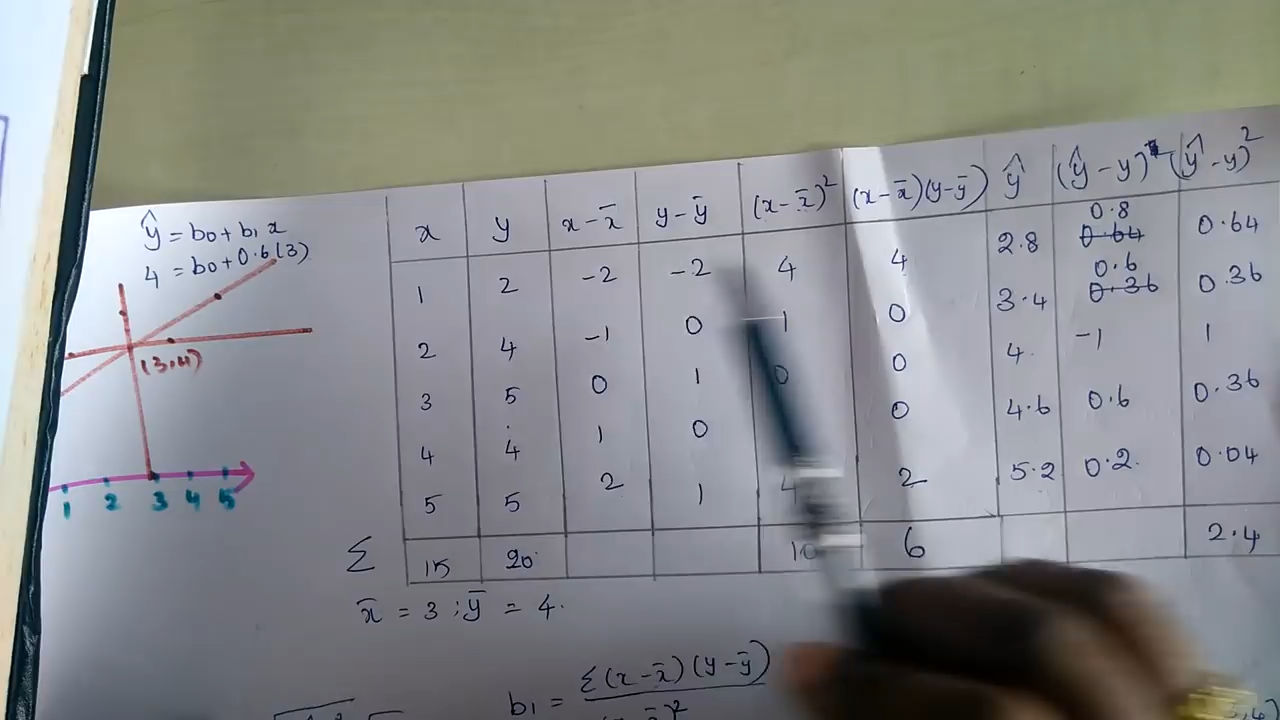 ŷ = b0 + b1 x
4 = b0 + 0.6(3)
(3,4)
1 2 3 4 5
x y x-x̄ y-ȳ (x-x̄)² (x-x̄)(y-ȳ) ŷ (ŷ-y) (ŷ-y)²
1 2 -2 -2 4 4 2.8 0.8 0.64 0.64
2 4 -1 0 1 0 3.4 0.6 0.36 0.36
3 5 0 1 0 0 4. -1 1
4 4 1 0 0 4.6 0.6 0.36
5 5 2 1 4 2 5.2 0.2. 0.04
Σ 15 20 10 6 2.4
x̄ = 3 ; ȳ = 4.
b1 = Σ(x-x̄)(y-ȳ)